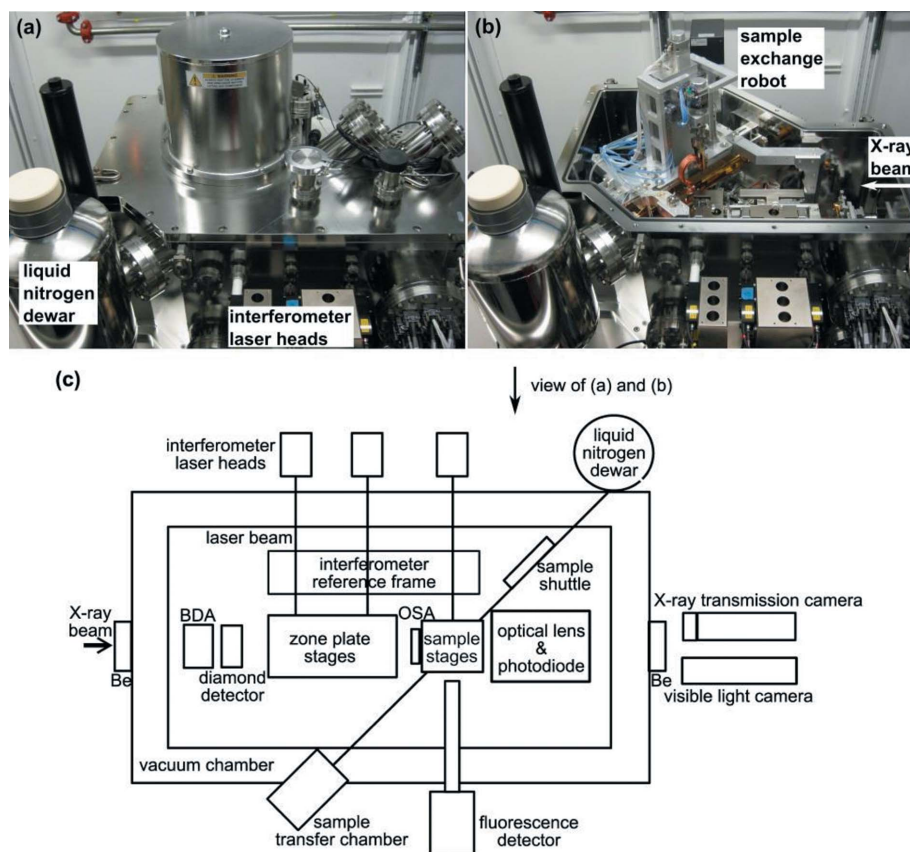 (a)
liquid
nitrogen
dewar
interferometer
laser heads
(b)
sample
exchange
robot
X-ray
beam
(c)
view of (a) and (b)
interferometer
laser heads
liquid
nitrogen
dewar
laser beam
interferometer
reference frame
sample
shuttle
X-ray
beam
BDA
OSA
X-ray transmission camera
zone plate
stages
sample
stages
optical lens
&
photodiode
Be
diamond
detector
Be
visible light camera
vacuum chamber
sample
transfer chamber
fluorescence
detector